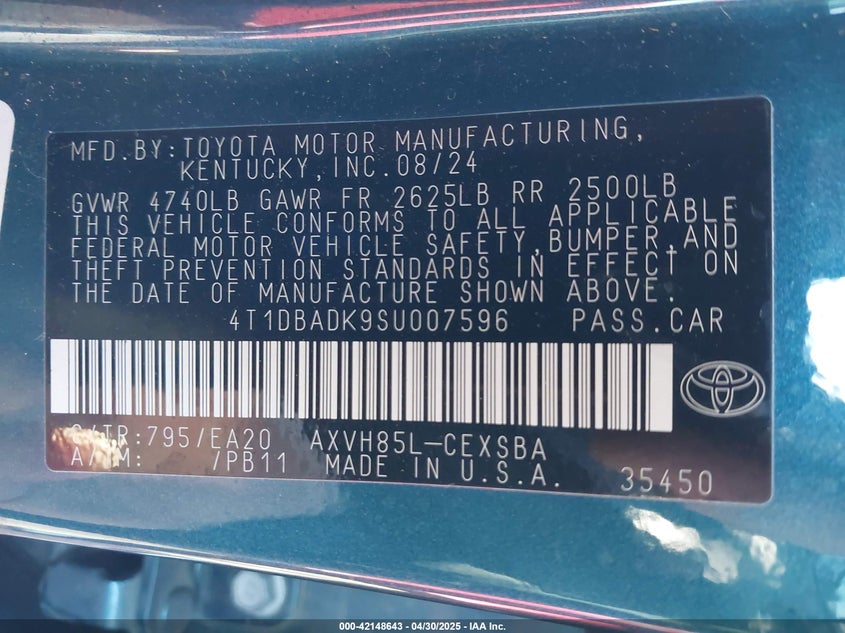 MFD.BY:TOYOTA MOTOR MANUFACTURING,
KENTUCKY,INC.08/24
GVWR 4740LB GAWR FR 2625LB RR 2500LB
THIS VEHICLE CONFORMS TO ALL APPLICABLE
FEDERAL MOTOR VEHICLE SAFETY,BUMPER,AND
THEFT PREVENTION STANDARDS IN EFFECT ON
THE DATE OF MANUFACTURE SHOWN ABOVE.
4T1DBADK9SU007596 PASS.CAR
C/TR:795/EA20 AXVH85L-CEXSBA
A/TM: /PB11 MADE IN U.S.A. 35450
000-42148643 - 04/30/2025 - IAA Inc.